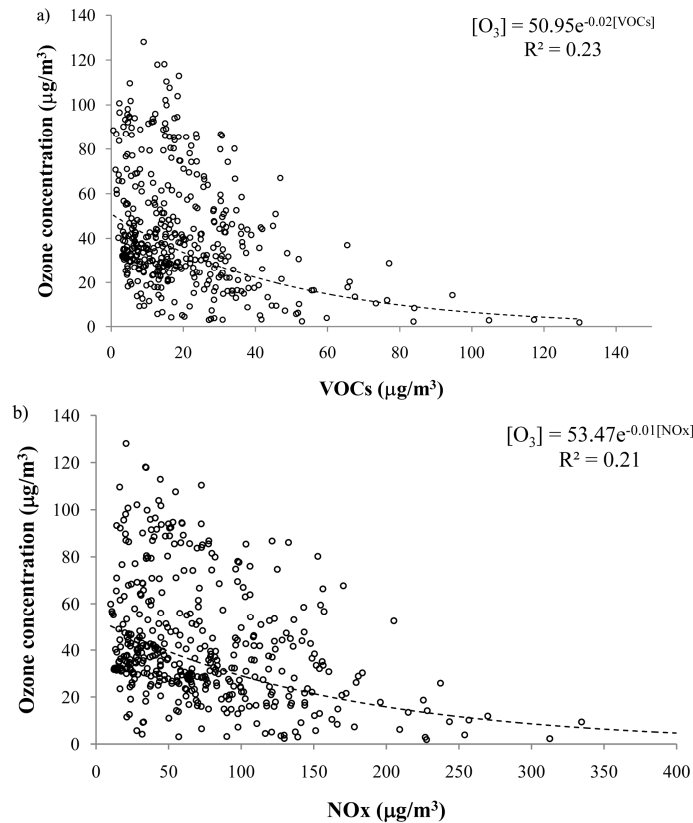 a)
[O₃] = 50.95e^-0.02[VOCs]
R² = 0.23
Ozone concentration (µg/m³)
140
120
100
80
60
40
20
0
0 20 40 60 80 100 120 140
VOCs (µg/m³)
b)
[O₃] = 53.47e^-0.01[NOx]
R² = 0.21
Ozone concentration (µg/m³)
140
120
100
80
60
40
20
0
0 50 100 150 200 250 300 350 400
NOx (µg/m³)